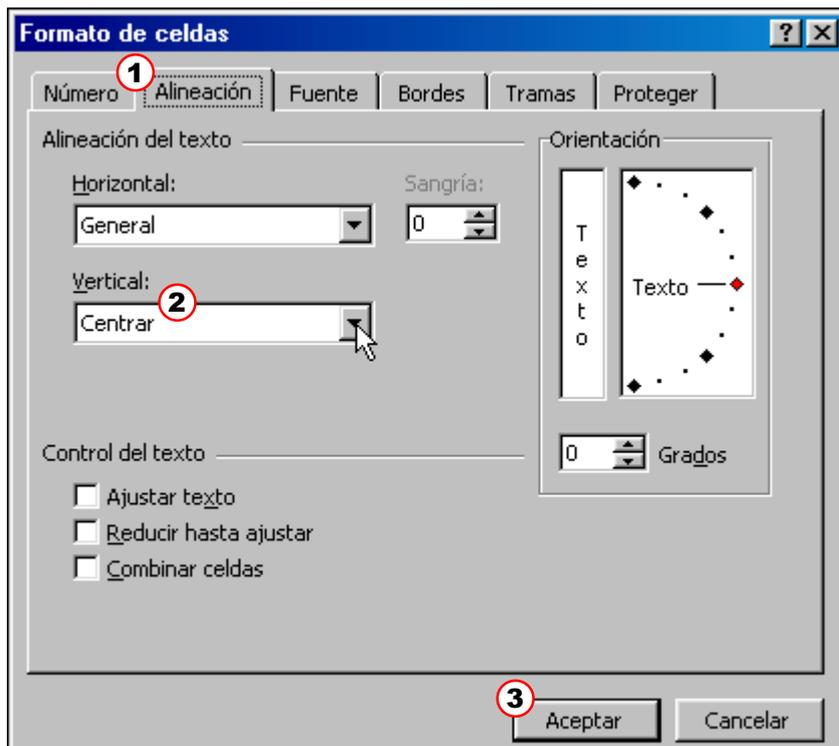 Formato de celdas
1
Número Alineación Fuente Bordes Tramas Proteger
Alineación del texto
Horizontal: Sangría:
General 0
Vertical:
2
Centrar
Orientación
T
e
x
t
o
Texto
0 Grados
Control del texto
Ajustar texto
Reducir hasta ajustar
Combinar celdas
3
Aceptar Cancelar